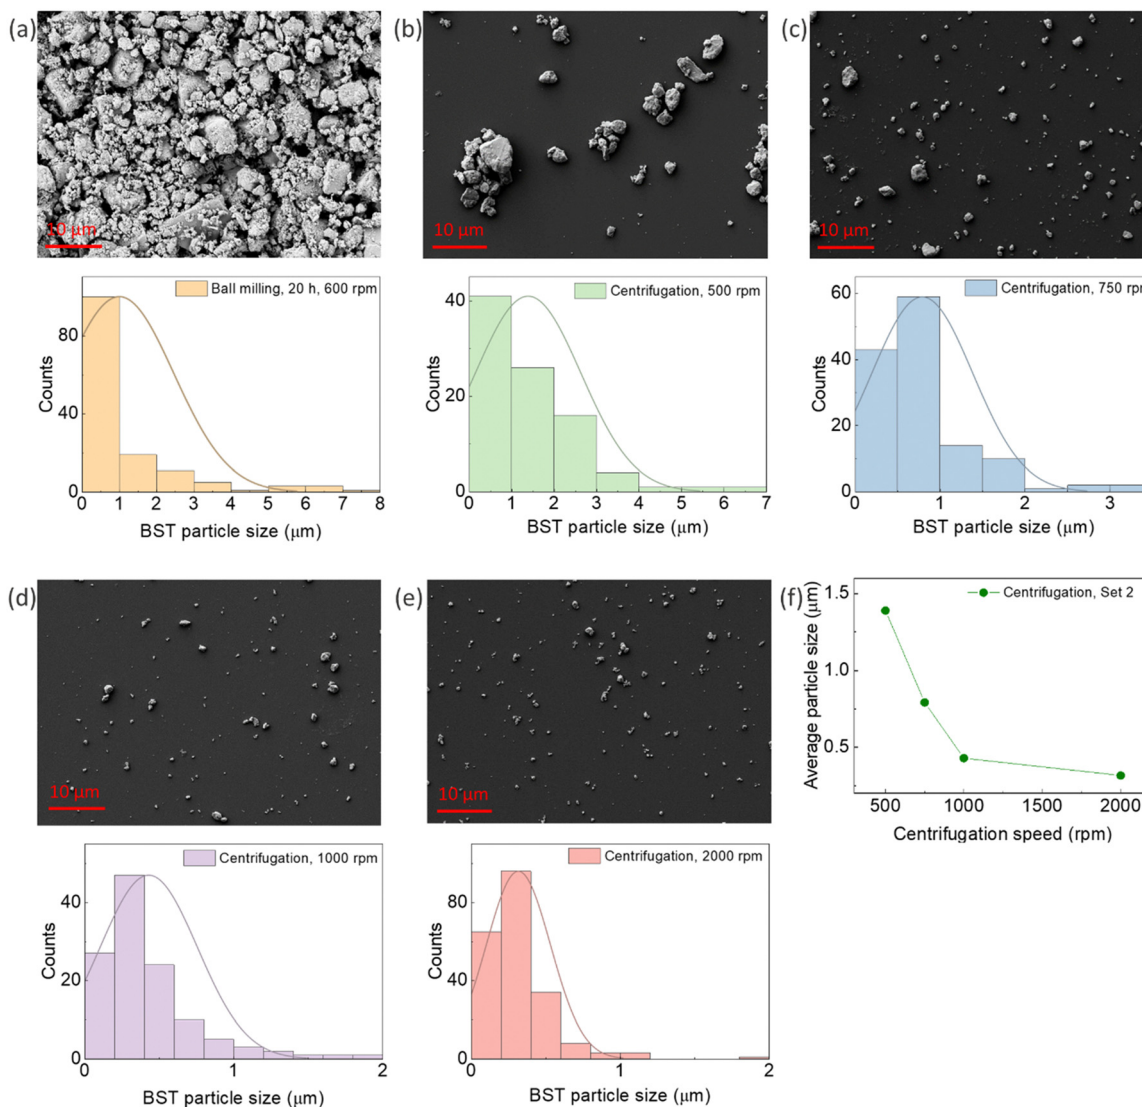 (a)
(b)
(c)
10 µm
10 µm
10 µm
Ball milling, 20 h, 600 rpm
80
40
0
Counts
0 1 2 3 4 5 6 7 8
BST particle size (µm)
Centrifugation, 500 rpm
40
20
0
Counts
0 1 2 3 4 5 6 7
BST particle size (µm)
Centrifugation, 750 rpm
60
40
20
0
Counts
0 1 2 3
BST particle size (µm)
(d)
(e)
(f)
10 µm
10 µm
Centrifugation, Set 2
1.5
1.0
0.5
Average particle size (µm)
500 1000 1500 2000
Centrifugation speed (rpm)
Centrifugation, 1000 rpm
40
20
0
Counts
0 1 2
BST particle size (µm)
Centrifugation, 2000 rpm
80
40
0
Counts
0 1 2
BST particle size (µm)